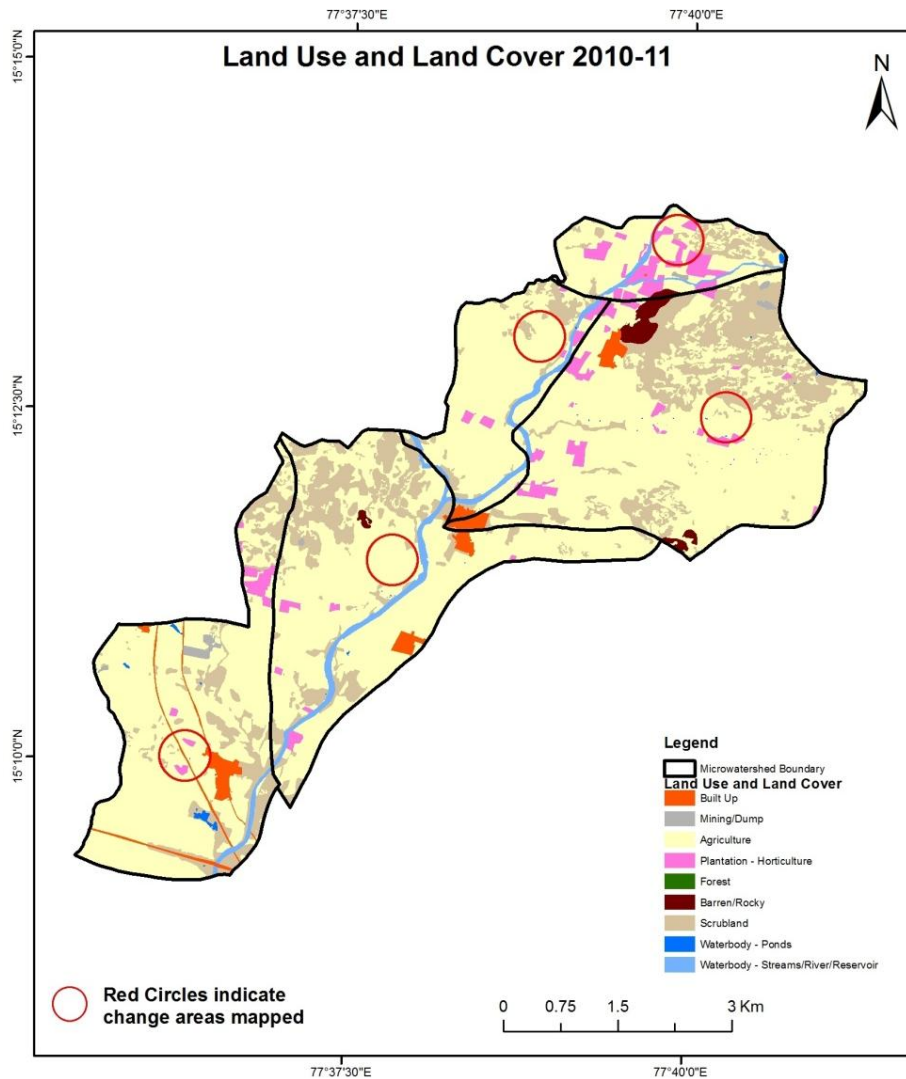 77°37'30"E
77°40'0"E
Land Use and Land Cover 2010-11
N
15°15'0"N
15°12'30"N
15°10'0"N
Legend
Microwatershed Boundary
Land Use and Land Cover
Built Up
Mining/Dump
Agriculture
Plantation - Horticulture
Forest
Barren/Rocky
Scrubland
Waterbody - Ponds
Waterbody - Streams/River/Reservoir
Red Circles indicate
change areas mapped
0 0.75 1.5 3 Km
77°37'30"E
77°40'0"E